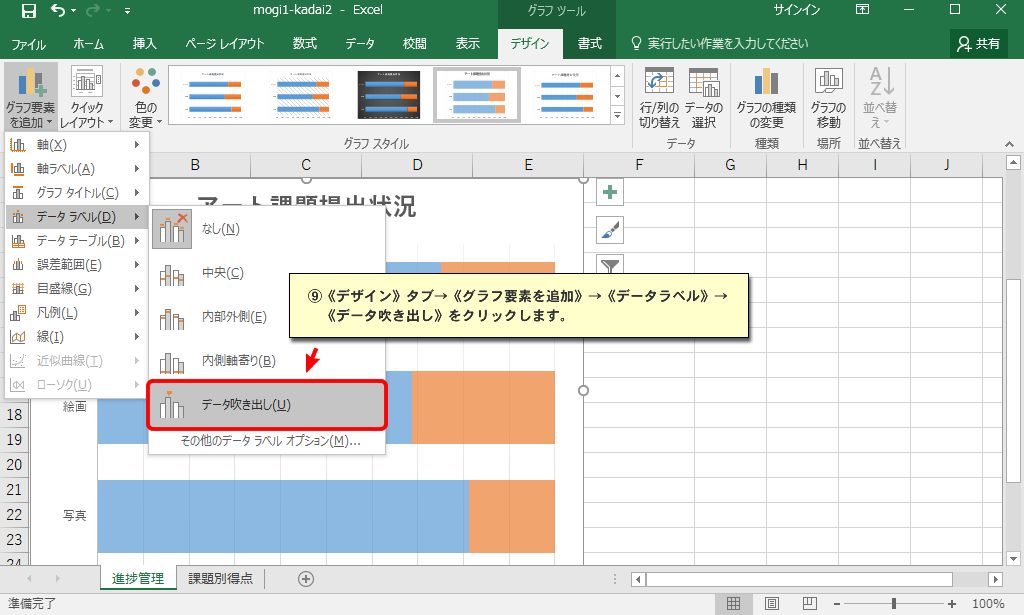 mogi1-kadai2 - Excel
グラフ ツール
サインイン
ファイル ホーム 挿入 ページ レイアウト 数式 データ 校閲 表示 デザイン 書式 実行したい作業を入力してください 共有
グラフ要素
を追加
クイック
レイアウト
色の
変更
行/列の
切り替え
データの
選択
グラフの種類
の変更
グラフの
移動
並べ替
え
グラフ スタイル データ 種類 場所 並べ替え
B C D E F G H I J
アート課題提出状況
軸(X)
軸ラベル(A)
グラフ タイトル(C)
データ ラベル(D)
データ テーブル(B)
誤差範囲(E)
目盛線(G)
凡例(L)
線(I)
近似曲線(T)
ローソク(U)
なし(N)
中央(C)
内部外側(E)
内側軸寄り(B)
データ吹き出し(U)
その他のデータ ラベル オプション(M)...
⑨《デザイン》タブ→《グラフ要素を追加》→《データラベル》→
《データ吹き出し》をクリックします。
絵画
写真
18
19
20
21
22
23
24
進捗管理 課題別得点
準備完了
100%